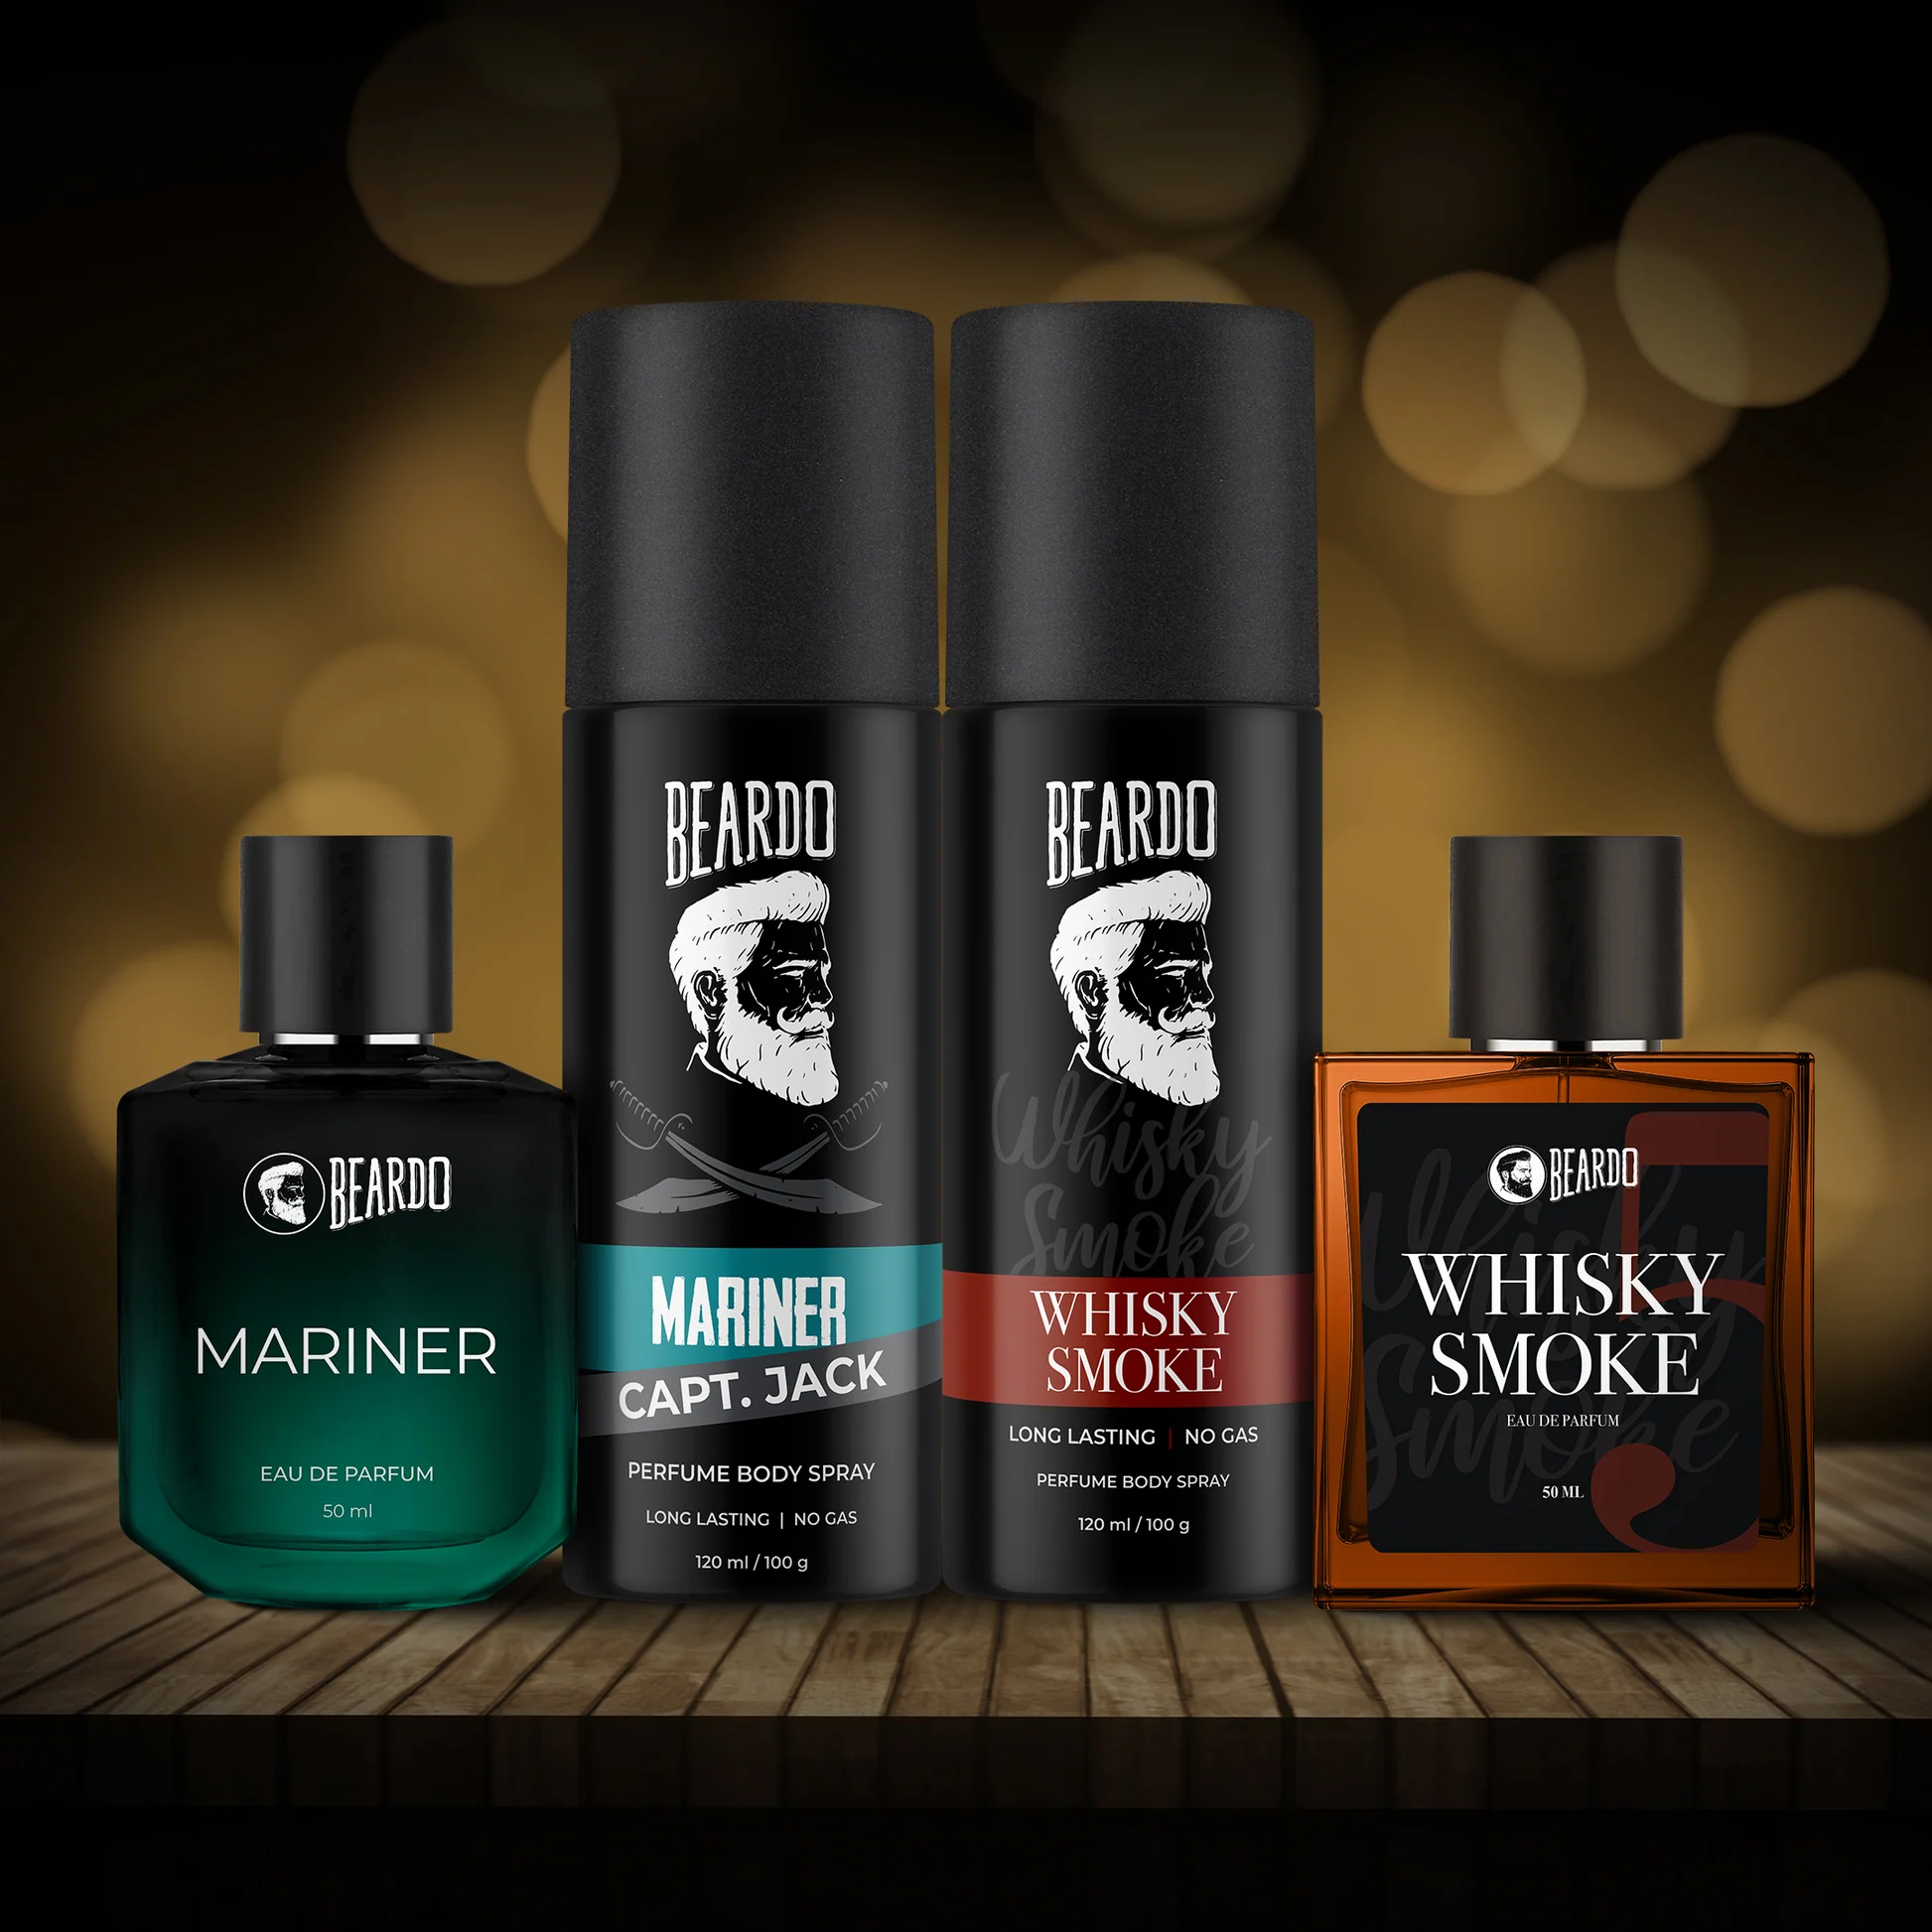 BEARDO
MARINER
EAU DE PARFUM
50 ml
BEARDO
MARINER
CAPT. JACK
PERFUME BODY SPRAY
LONG LASTING | NO GAS
120 ml / 100 g
BEARDO
Whisky
Smoke
WHISKY
SMOKE
LONG LASTING | NO GAS
PERFUME BODY SPRAY
120 ml / 100 g
BEARDO
Whisky
Smoke
WHISKY
SMOKE
EAU DE PARFUM
50 ML